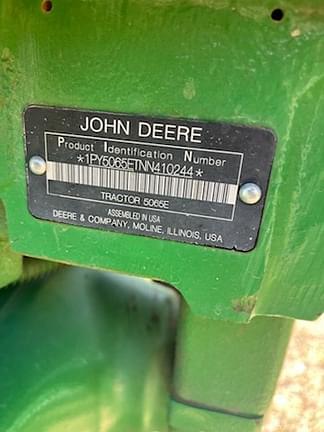 JOHN DEERE
Product Identification Number
*1PY5065ETNN410244*
TRACTOR 5065E
ASSEMBLED IN USA
DEERE & COMPANY, MOLINE, ILLINOIS, USA